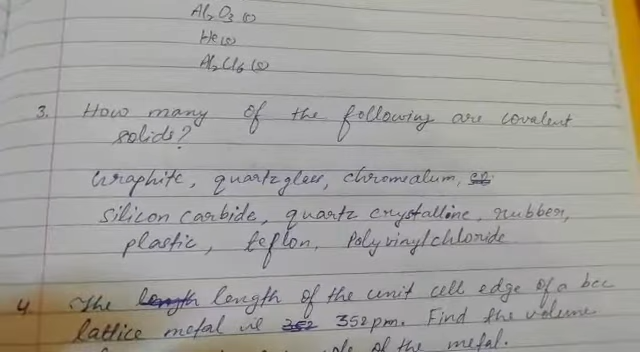 Al₂O₃ (s)
He(s)
Al₂Cl₆ (s)
3. How many of the following are covalent
solids?
Graphite, quartz glass, chromealum,
Silicon carbide, quartz crystalline, rubber,
plastic, teflon, Polyvinylchloride
4. The length of the unit cell edge of a bcc
lattice metal 352 pm. Find the volume
of the metal.